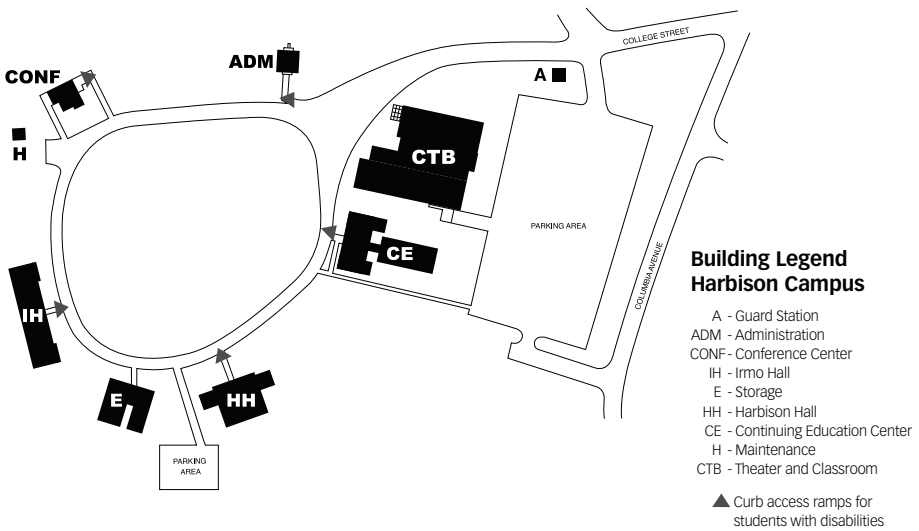 COLLEGE STREET
ADM
A
CONF
H
CTB
PARKING AREA
CE
COLUMBIA AVENUE
IH
E
HH
PARKING
AREA
Building Legend
Harbison Campus
A - Guard Station
ADM - Administration
CONF - Conference Center
IH - Irmo Hall
E - Storage
HH - Harbison Hall
CE - Continuing Education Center
H - Maintenance
CTB - Theater and Classroom
Curb access ramps for
students with disabilities